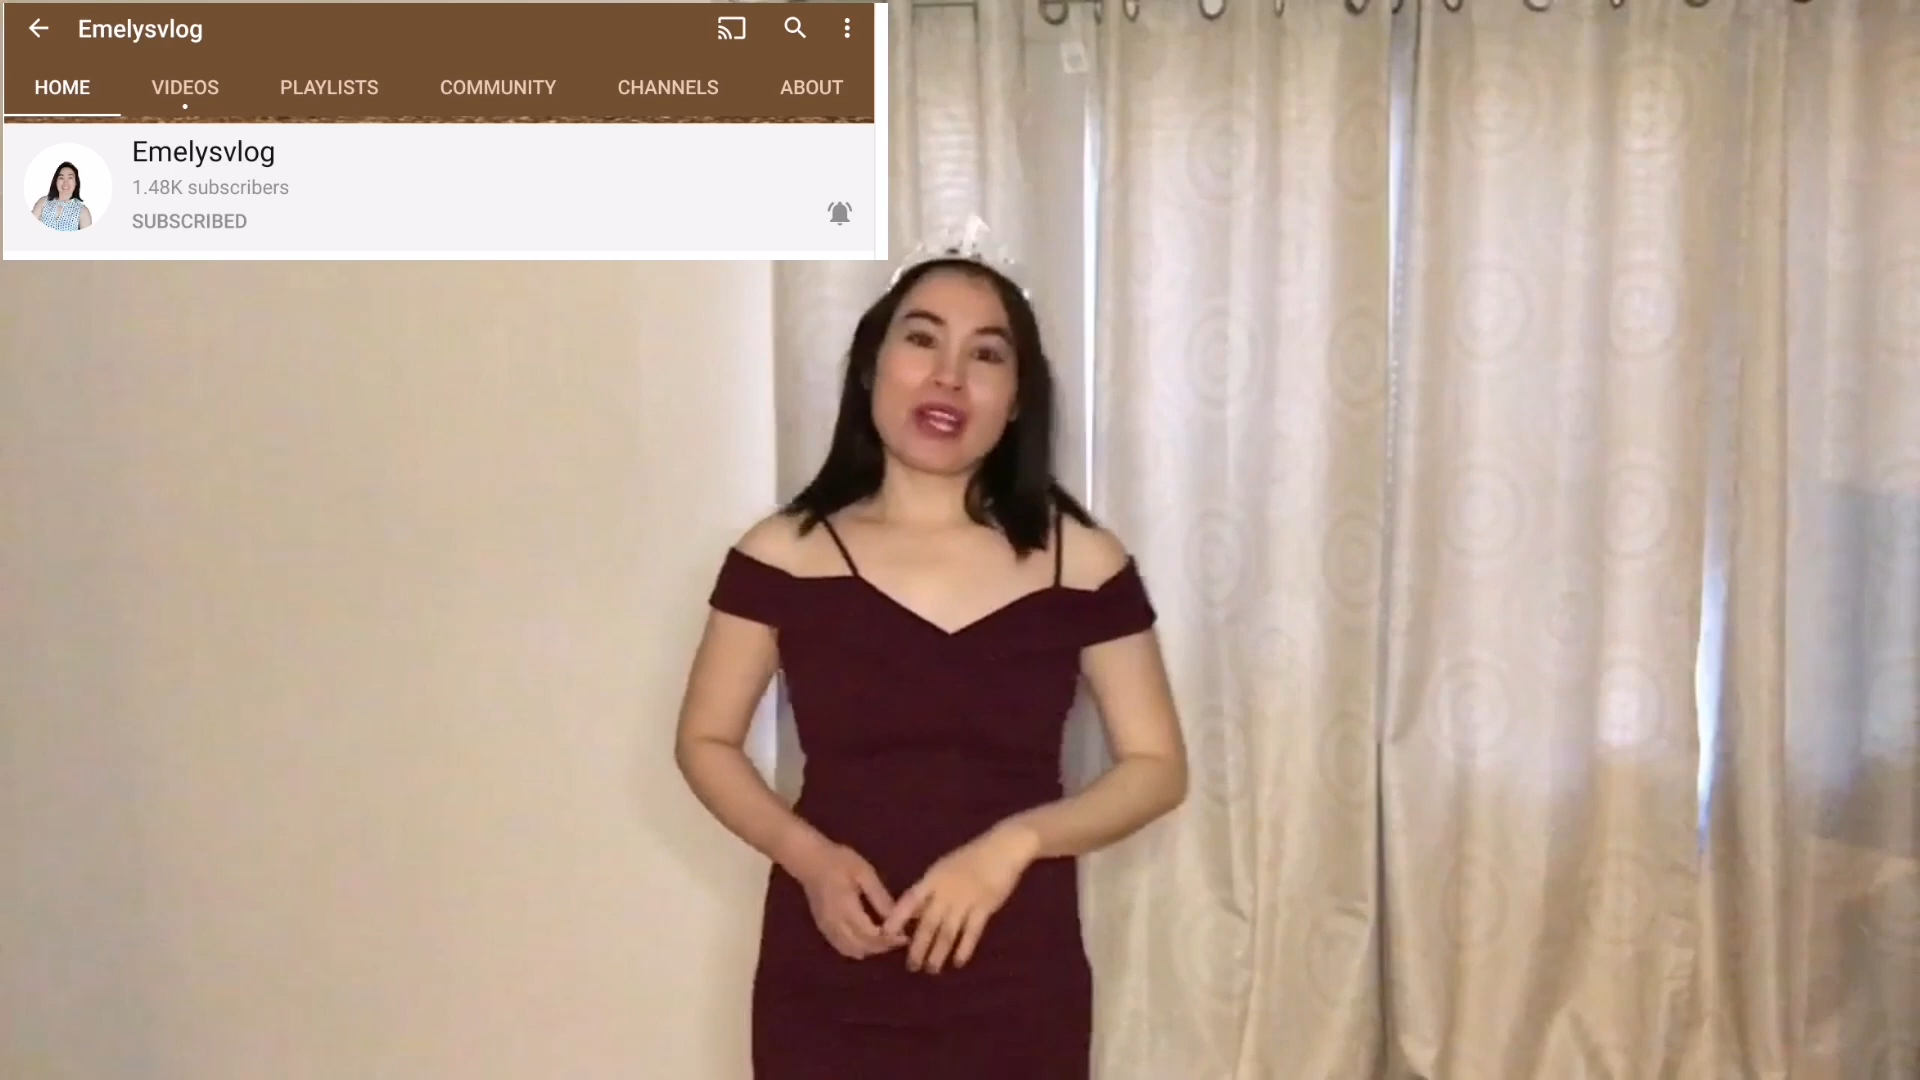 Emelysvlog
HOME VIDEOS PLAYLISTS COMMUNITY CHANNELS ABOUT
Emelysvlog
1.48K subscribers
SUBSCRIBED